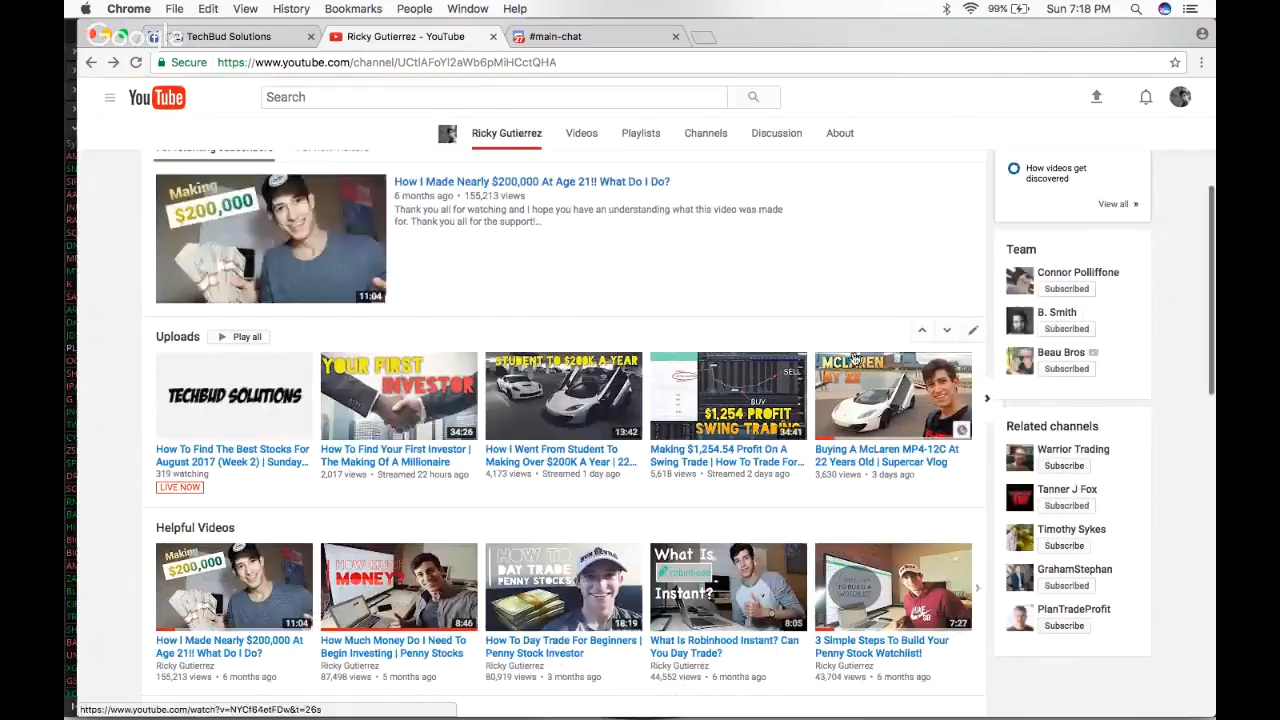 Chrome File Edit View History Bookmarks People Window Help 99% Sun 7:18 PM
Google
TechBud Solutions × Ricky Gutierrez - YouTube × #main-chat ×
Secure https://www.youtube.com/channel/UCtIAFoYI2aWb6pMiHCctQHA
YouTube Search
Ricky Gutierrez Videos Playlists Channels Discussion About
Making $200,000
11:04
How I Made Nearly $200,000 At Age 21!! What Do I Do?
6 months ago • 155,213 views
Thank you all for watching and I hope you have an understanding what this video was made
for. Thank you all for the support!...
How videos get
discovered
View all »
Team
Connor Polliffone
Subscribed
B. Smith
Subscribed
Beau Bros
Subscribed
Uploads Play all
TECHBUD SOLUTIONS
How To Find The Best Stocks For
August 2017 (Week 2) | Sunday...
319 watching
LIVE NOW
YOUR FIRST
INVESTOR
34:26
How To Find Your First Investor |
The Making Of A Millionaire
2,017 views • Streamed 22 hours ago
STUDENT TO $200K A YEAR
13:42
How I Went From Student To
Making Over $200K A Year | 22...
4,173 views • Streamed 1 day ago
SELL
BUY
$1,254 PROFIT
SWING TRADING
34:41
Making $1,254.54 Profit On A
Swing Trade | How To Trade For...
5,618 views • Streamed 2 days ago
MCLAREN
AT 22
Buying A McLaren MP4-12C At
22 Years Old | Supercar Vlog
3,630 views • 3 days ago
Related channels
Warrior Trading
Subscribe
Tanner J Fox
Subscribed
Timothy Sykes
Subscribe
GrahamStephan
Subscribed
PlanTradeProfit
Subscribe
Helpful Videos
Making
$200,000
11:04
How I Made Nearly $200,000 At
Age 21!! What Do I Do?
Ricky Gutierrez
155,213 views • 6 months ago
HOW MUCH
MONEY?
8:46
How Much Money Do I Need To
Begin Investing | Penny Stocks
Ricky Gutierrez
87,498 views • 5 months ago
HOW TO
DAY TRADE
PENNY STOCKS
18:19
How To Day Trade For Beginners |
Penny Stock Investor
Ricky Gutierrez
80,919 views • 3 months ago
What Is
robinhood
Instant?
8:05
What Is Robinhood Instant? Can
You Day Trade?
Ricky Gutierrez
44,552 views • 6 months ago
7:27
3 Simple Steps To Build Your
Penny Stock Watchlist!
Ricky Gutierrez
43,704 views • 6 months ago
https://www.youtube.com/watch?v=NYCf64etFDw&t=26s